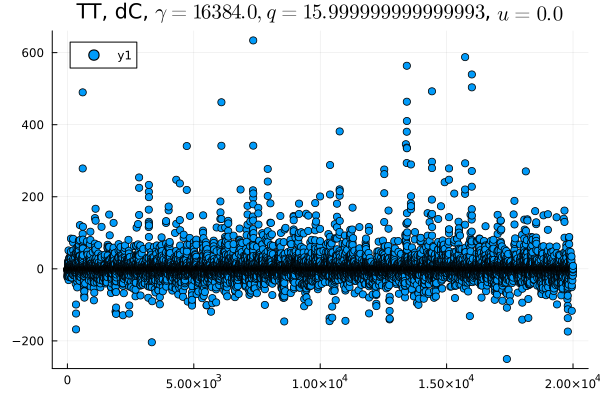 TT, dC, γ = 16384.0, q = 15.999999999999993, u = 0.0
y1
600
400
200
0
−200
0 5.00×10³ 1.00×10⁴ 1.50×10⁴ 2.00×10⁴